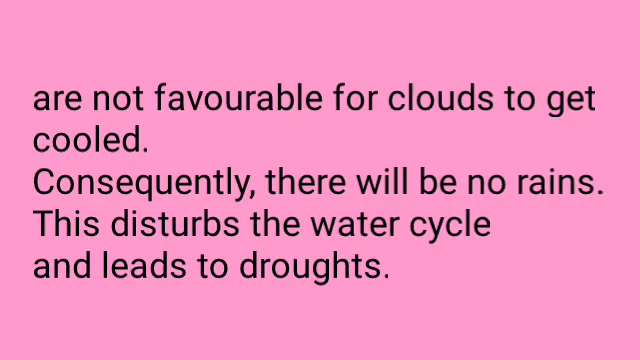 are not favourable for clouds to get
cooled.
Consequently, there will be no rains.
This disturbs the water cycle
and leads to droughts.